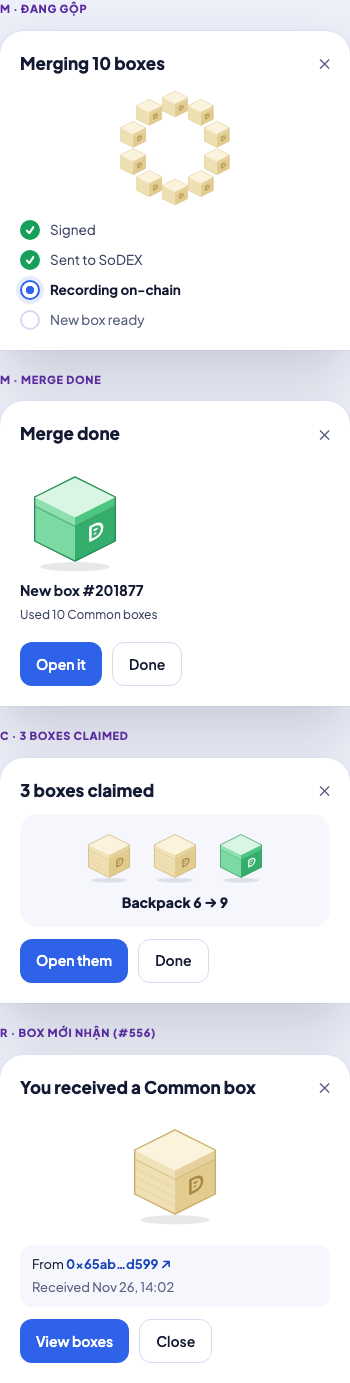 M · ĐANG GỘP
Merging 10 boxes
Signed
Sent to SoDEX
Recording on-chain
New box ready
M · MERGE DONE
Merge done
New box #201877
Used 10 Common boxes
Open it
Done
C · 3 BOXES CLAIMED
3 boxes claimed
Backpack 6 → 9
Open them
Done
R · BOX MỚI NHẬN (#556)
You received a Common box
From 0×65ab…d599 ↗
Received Nov 26, 14:02
View boxes
Close